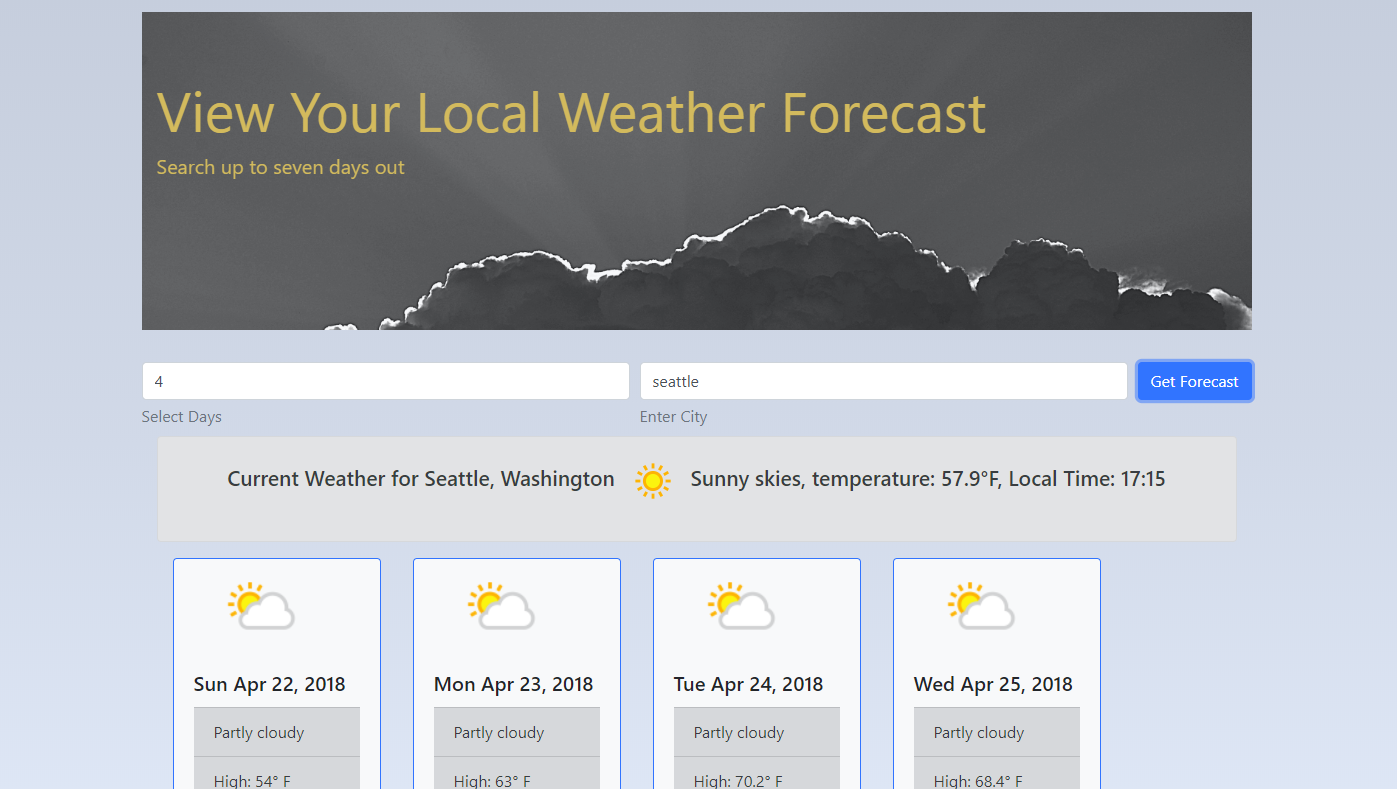 View Your Local Weather Forecast
Search up to seven days out
4
seattle
Get Forecast
Select Days
Enter City
Current Weather for Seattle, Washington
Sunny skies, temperature: 57.9°F, Local Time: 17:15
Sun Apr 22, 2018
Partly cloudy
High: 54° F
Mon Apr 23, 2018
Partly cloudy
High: 63° F
Tue Apr 24, 2018
Partly cloudy
High: 70.2° F
Wed Apr 25, 2018
Partly cloudy
High: 68.4° F